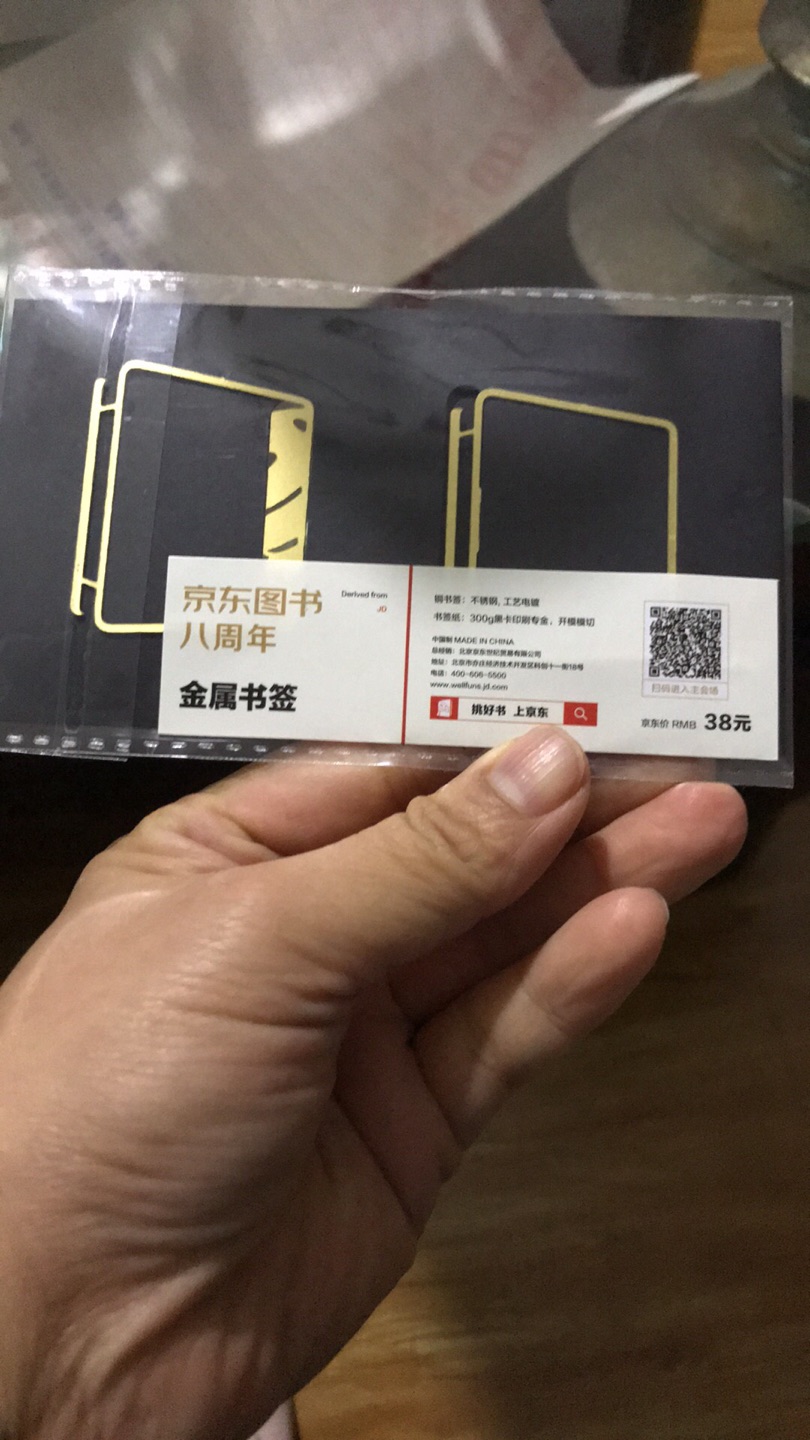 京东图书
八周年
Derived from
JD
金属书签
铜书签：不锈钢，工艺电镀
书签纸：300g黑卡印刷专金、开模模切
中国制 MADE IN CHINA
总经销：北京京东世纪贸易有限公司
地址：北京市亦庄经济技术开发区科创十一街18号
电话：400-606-5500
www.wellfuns.jd.com
挑好书 上京东
扫码进入主会场
京东价 RMB 38元